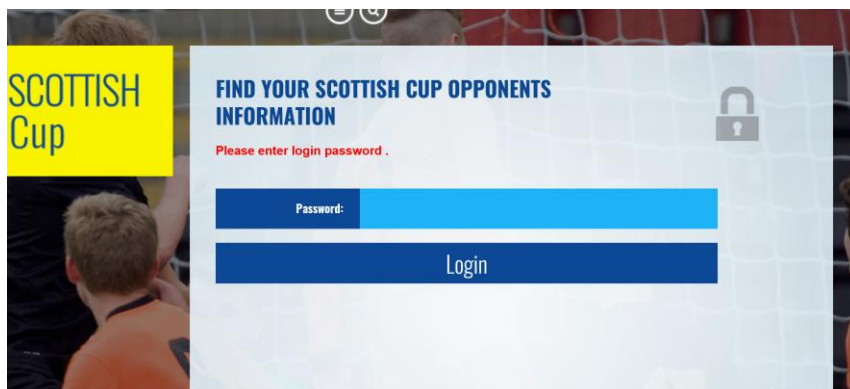 SCOTTISH
Cup
FIND YOUR SCOTTISH CUP OPPONENTS
INFORMATION
Please enter login password .
Password:
Login